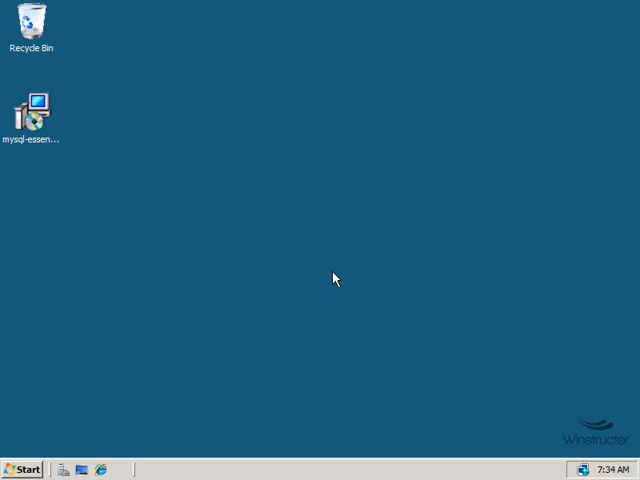 Recycle Bin
mysql-essen...
Winstructor
Start
7:34 AM